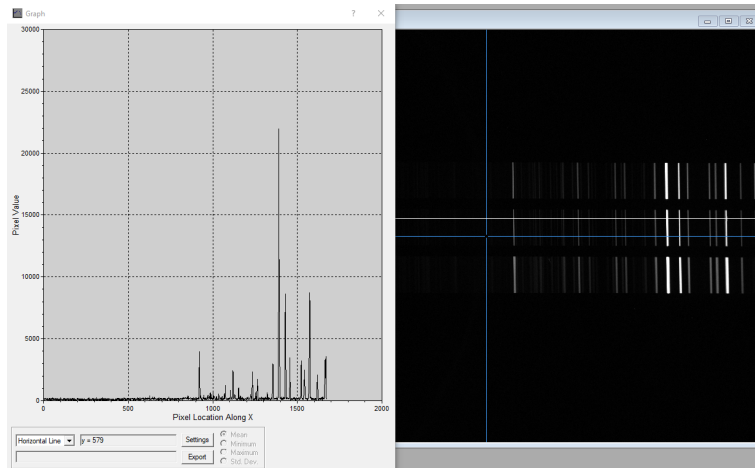 Graph
? ×
30000
25000
20000
15000
10000
5000
0
Pixel Value
0 500 1000 1500 2000
Pixel Location Along X
Horizontal Line y = 579 Settings Mean
Minimum
Export Maximum
Std. Dev.